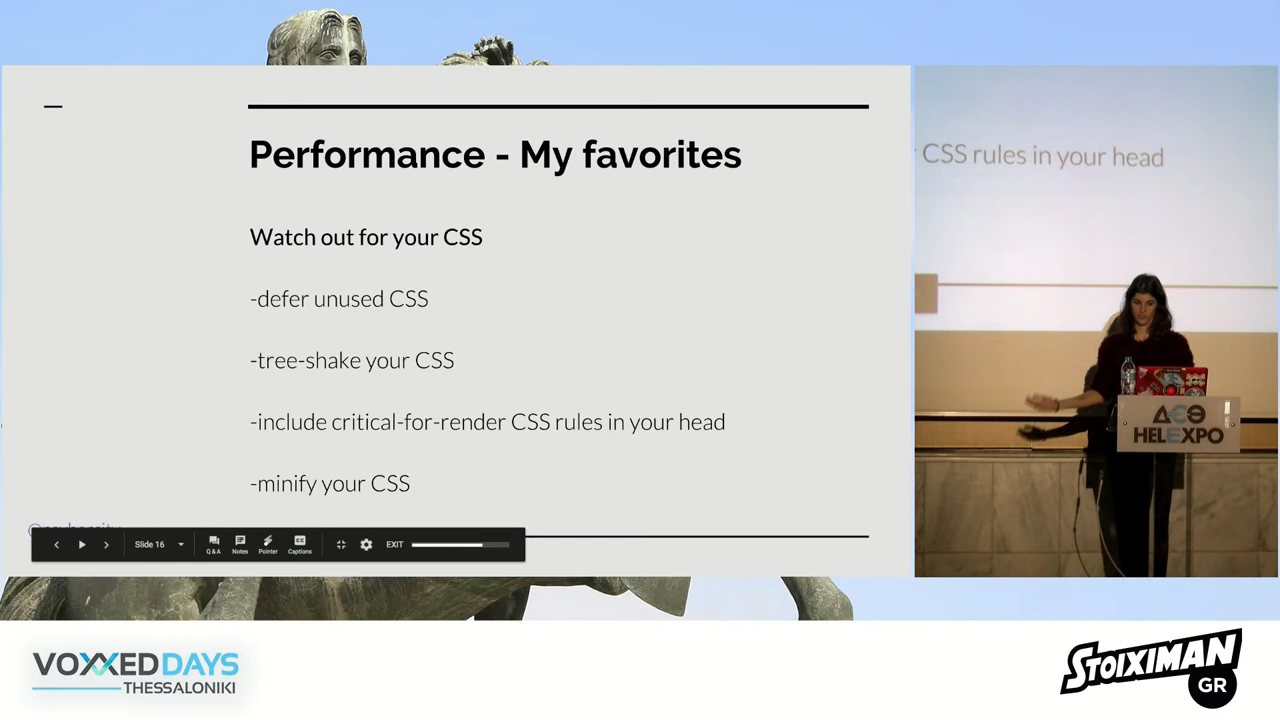 Performance - My favorites
Watch out for your CSS
-defer unused CSS
-tree-shake your CSS
-include critical-for-render CSS rules in your head
-minify your CSS
Slide 16
Q & A
Notes
Pointer
Captions
EXIT
CSS rules in your head
ΔΕΘ
HELEXPO
VOXXED DAYS
THESSALONIKI
STOIXIMAN
GR